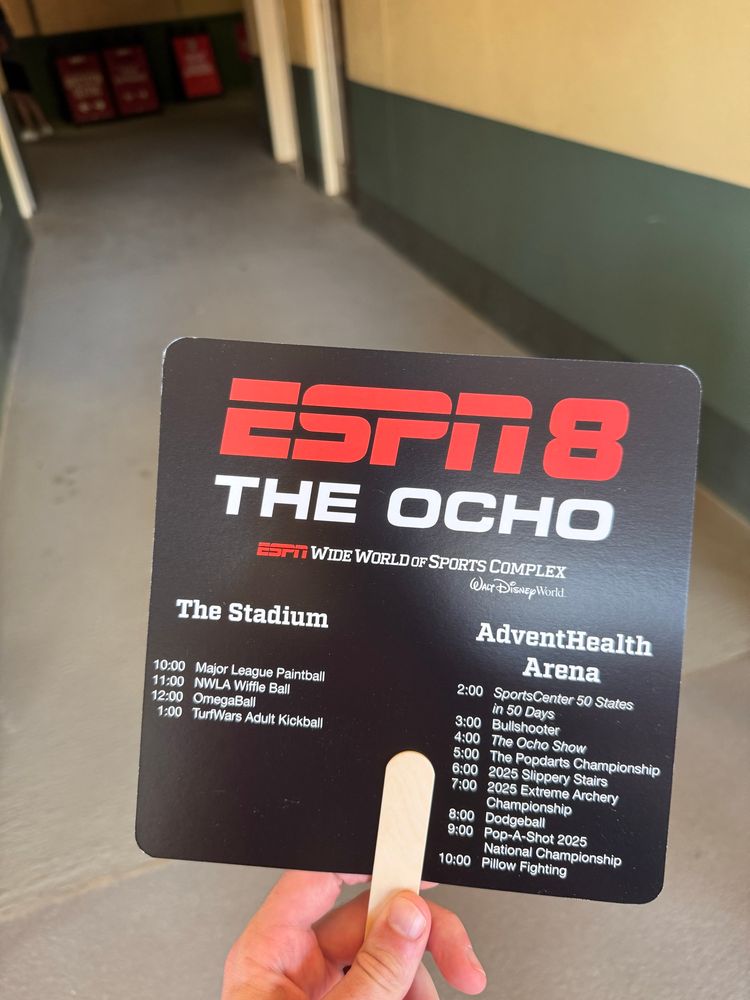 ESPN8
THE OCHO
ESPN WIDE WORLD OF SPORTS COMPLEX
WALT DISNEY World
The Stadium
10:00 Major League Paintball
11:00 NWLA Wiffle Ball
12:00 OmegaBall
1:00 TurfWars Adult Kickball
AdventHealth
Arena
2:00 SportsCenter 50 States
in 50 Days
3:00 Bullshooter
4:00 The Ocho Show
5:00 The Popdarts Championship
6:00 2025 Slippery Stairs
7:00 2025 Extreme Archery
Championship
8:00 Dodgeball
9:00 Pop-A-Shot 2025
National Championship
10:00 Pillow Fighting